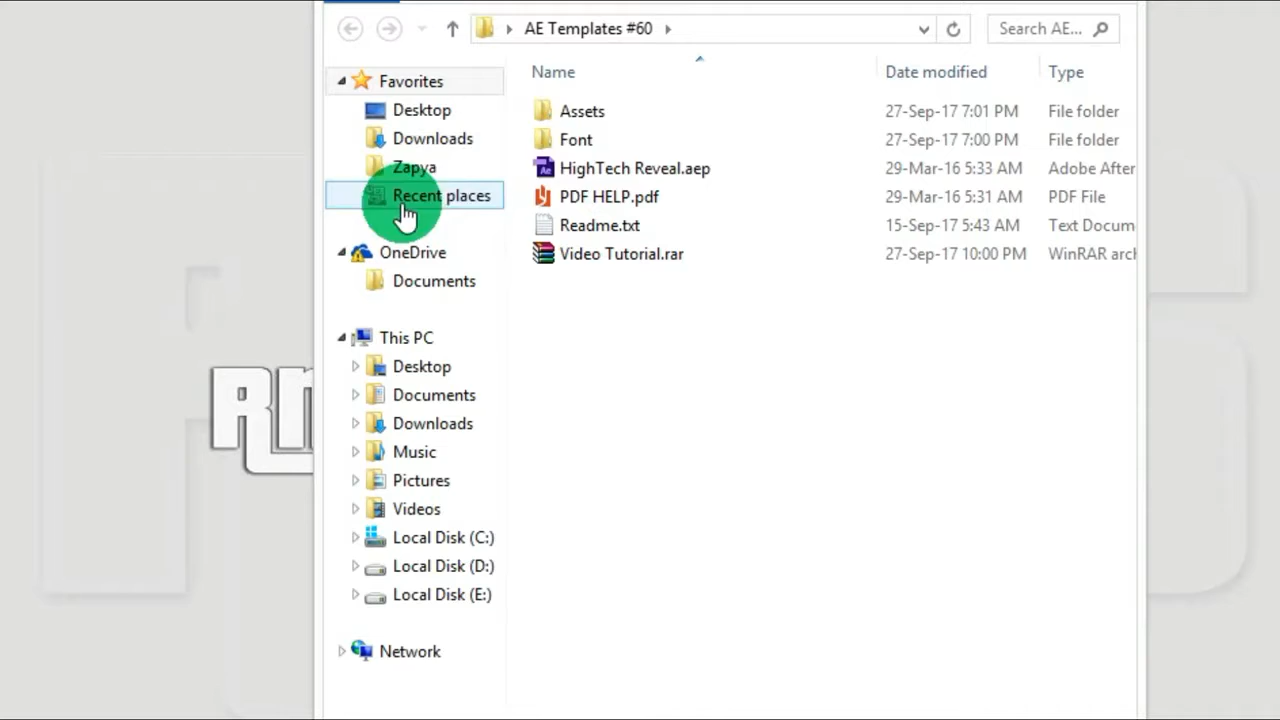 AE Templates #60
Search AE...
Name Date modified Type
Favorites
Desktop
Downloads
Zapya
Recent places
OneDrive
Documents
This PC
Desktop
Documents
Downloads
Music
Pictures
Videos
Local Disk (C:)
Local Disk (D:)
Local Disk (E:)
Network
Assets 27-Sep-17 7:01 PM File folder
Font 27-Sep-17 7:00 PM File folder
HighTech Reveal.aep 29-Mar-16 5:33 AM Adobe After
PDF HELP.pdf 29-Mar-16 5:31 AM PDF File
Readme.txt 15-Sep-17 5:43 AM Text Docum
Video Tutorial.rar 27-Sep-17 10:00 PM WinRAR arch